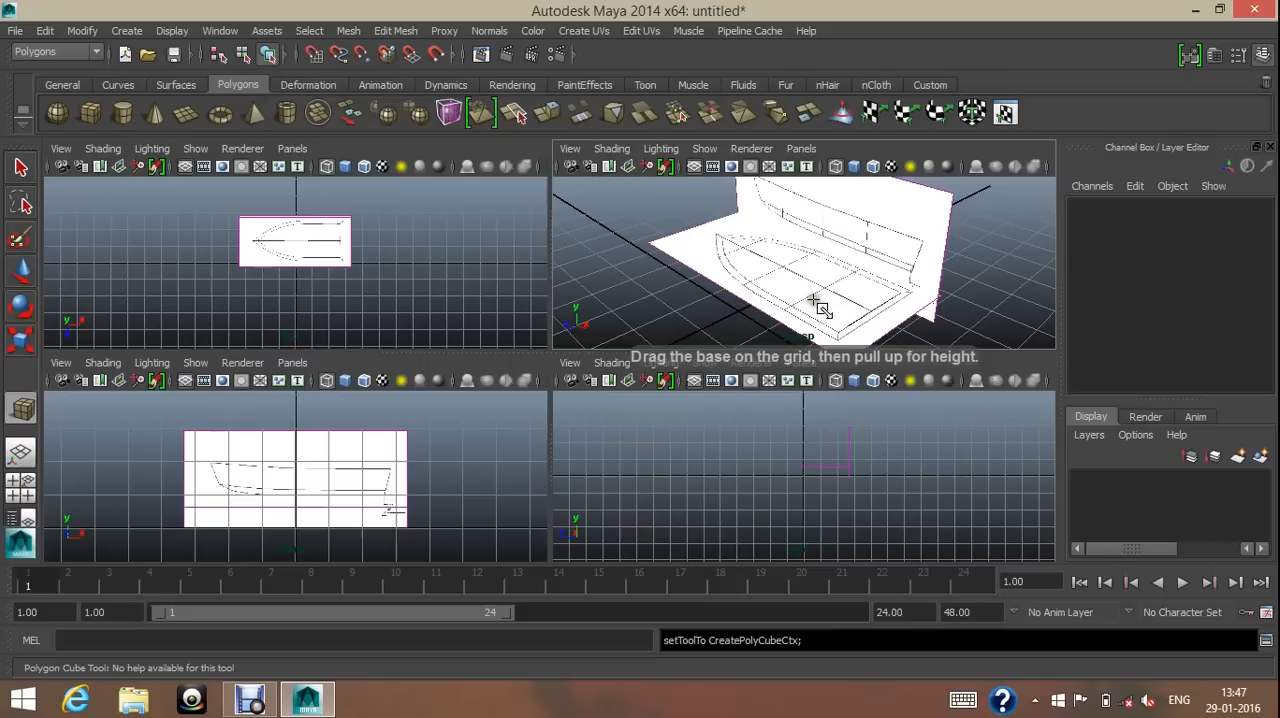 Autodesk Maya 2014 x64: untitled*
File Edit Modify Create Display Window Assets Select Mesh Edit Mesh Proxy Normals Color Create UVs Edit UVs Muscle Pipeline Cache Help
Polygons
General Curves Surfaces Polygons Deformation Animation Dynamics Rendering PaintEffects Toon Muscle Fluids Fur nHair nCloth Custom
View Shading Lighting Show Renderer Panels
View Shading Lighting Show Renderer Panels
Channel Box / Layer Editor
Channels Edit Object Show
Drag the base on the grid, then pull up for height.
View Shading Lighting Show Renderer Panels
View Shading
Display Render Anim
Layers Options Help
1 2 3 4 5 6 7 8 9 10 11 12 13 14 15 16 17 18 19 20 21 22 23 24
1
1.00
1.00 1.00 1 24 24.00 48.00 No Anim Layer No Character Set
MEL setToolTo CreatePolyCubeCtx;
Polygon Cube Tool: No help available for this tool
ENG
13:47
29-01-2016